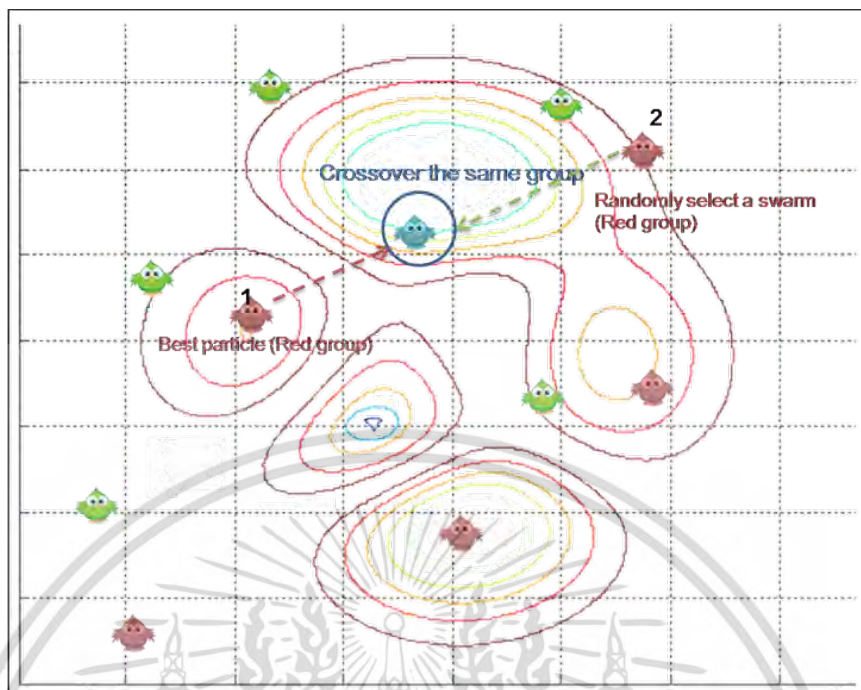 2
Crossover the same group
Randomly select a swarm
(Red group)
1
Best particle (Red group)